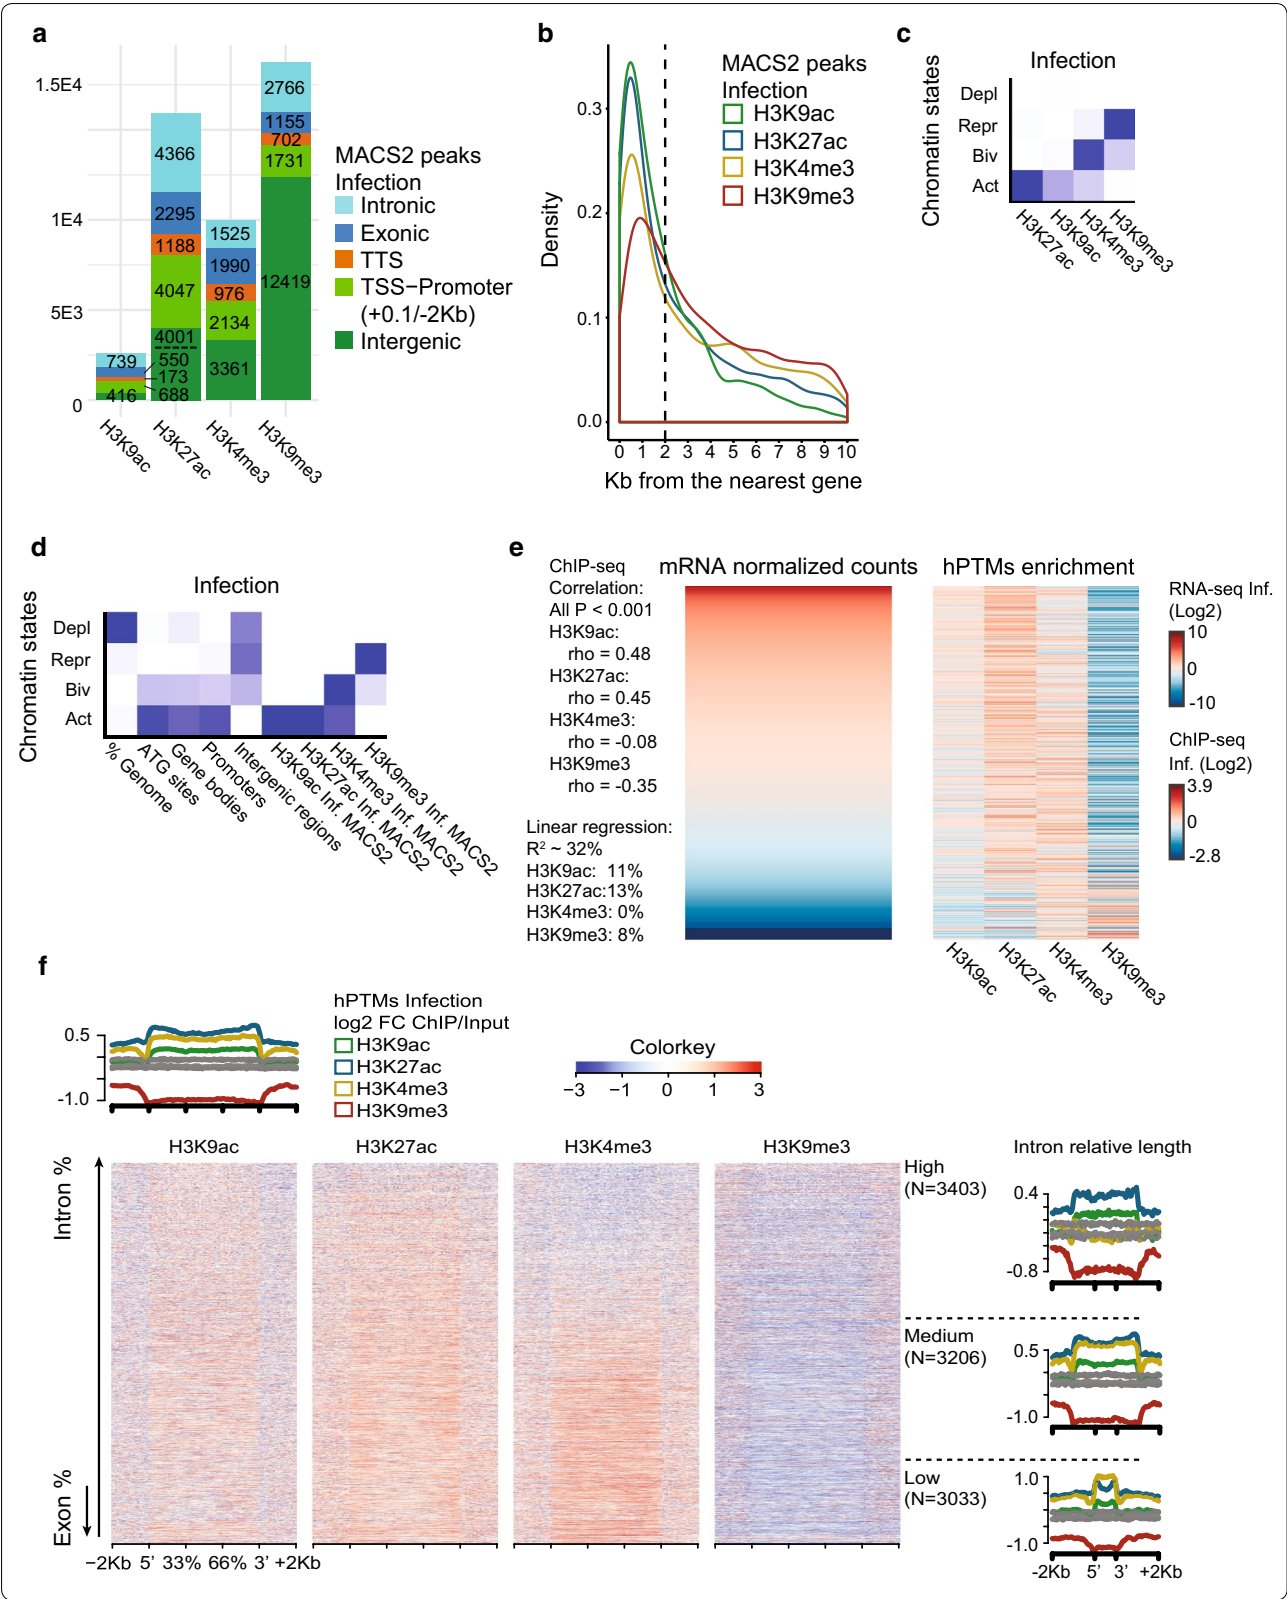 a
1.5E4
1E4
5E3
0
739
550
173
688
416
4366
2295
1188
4047
4001
1525
1990
976
2134
3361
2766
1155
702
1731
12419
H3K9ac
H3K27ac
H3K4me3
H3K9me3
MACS2 peaks
Infection
Intronic
Exonic
TTS
TSS−Promoter
(+0.1/-2Kb)
Intergenic
b
Density
0.3
0.2
0.1
0.0
0 1 2 3 4 5 6 7 8 9 10
Kb from the nearest gene
MACS2 peaks
Infection
H3K9ac
H3K27ac
H3K4me3
H3K9me3
c
Infection
Chromatin states
Depl
Repr
Biv
Act
H3K27ac
H3K9ac
H3K4me3
H3K9me3
d
Infection
Chromatin states
Depl
Repr
Biv
Act
% Genome
ATG sites
Gene bodies
Promoters
Intergenic regions
H3K9ac Inf. MACS2
H3K27ac Inf. MACS2
H3K4me3 Inf. MACS2
H3K9me3 Inf. MACS2
e
ChIP-seq
Correlation:
All P < 0.001
H3K9ac:
rho = 0.48
H3K27ac:
rho = 0.45
H3K4me3:
rho = -0.08
H3K9me3
rho = -0.35
Linear regression:
R² ~ 32%
H3K9ac: 11%
H3K27ac:13%
H3K4me3: 0%
H3K9me3: 8%
mRNA normalized counts
hPTMs enrichment
H3K9ac
H3K27ac
H3K4me3
H3K9me3
RNA-seq Inf.
(Log2)
10
0
-10
ChIP-seq
Inf. (Log2)
3.9
0
-2.8
f
0.5
-1.0
hPTMs Infection
log2 FC ChIP/Input
H3K9ac
H3K27ac
H3K4me3
H3K9me3
Colorkey
−3 −1 0 1 3
H3K9ac
H3K27ac
H3K4me3
H3K9me3
Intron relative length
Intron %
Exon %
−2Kb 5’ 33% 66% 3’ +2Kb
High
(N=3403)
0.4
-0.8
Medium
(N=3206)
0.5
-1.0
Low
(N=3033)
1.0
-1.0
-2Kb 5’ 3’ +2Kb